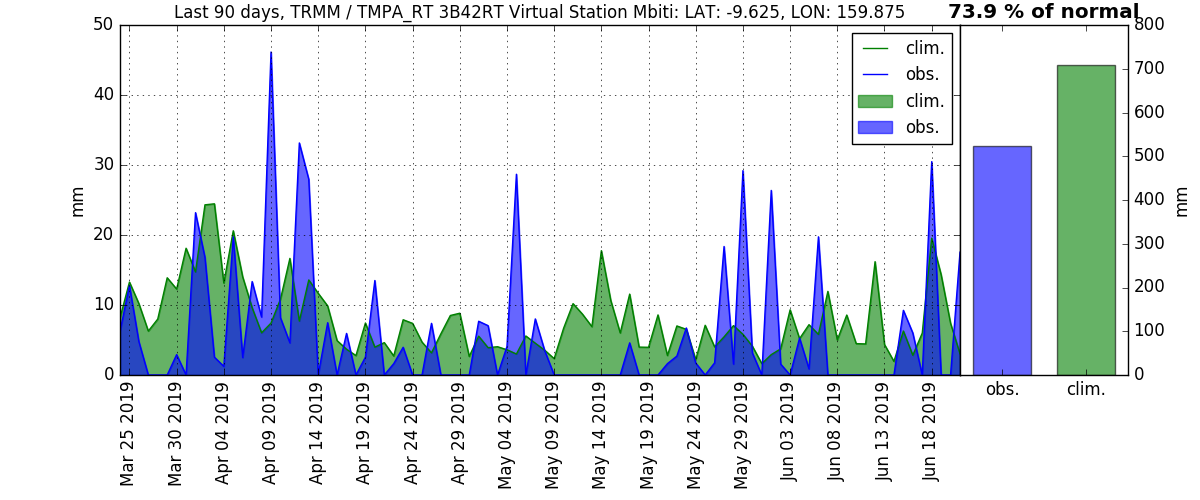 Last 90 days, TRMM / TMPA_RT 3B42RT Virtual Station Mbiti: LAT: -9.625, LON: 159.875
73.9 % of normal
50
40
30
20
10
0
mm
clim.
obs.
clim.
obs.
800
700
600
500
400
300
200
100
0
mm
obs.
clim.
Mar 25 2019
Mar 30 2019
Apr 04 2019
Apr 09 2019
Apr 14 2019
Apr 19 2019
Apr 24 2019
Apr 29 2019
May 04 2019
May 09 2019
May 14 2019
May 19 2019
May 24 2019
May 29 2019
Jun 03 2019
Jun 08 2019
Jun 13 2019
Jun 18 2019